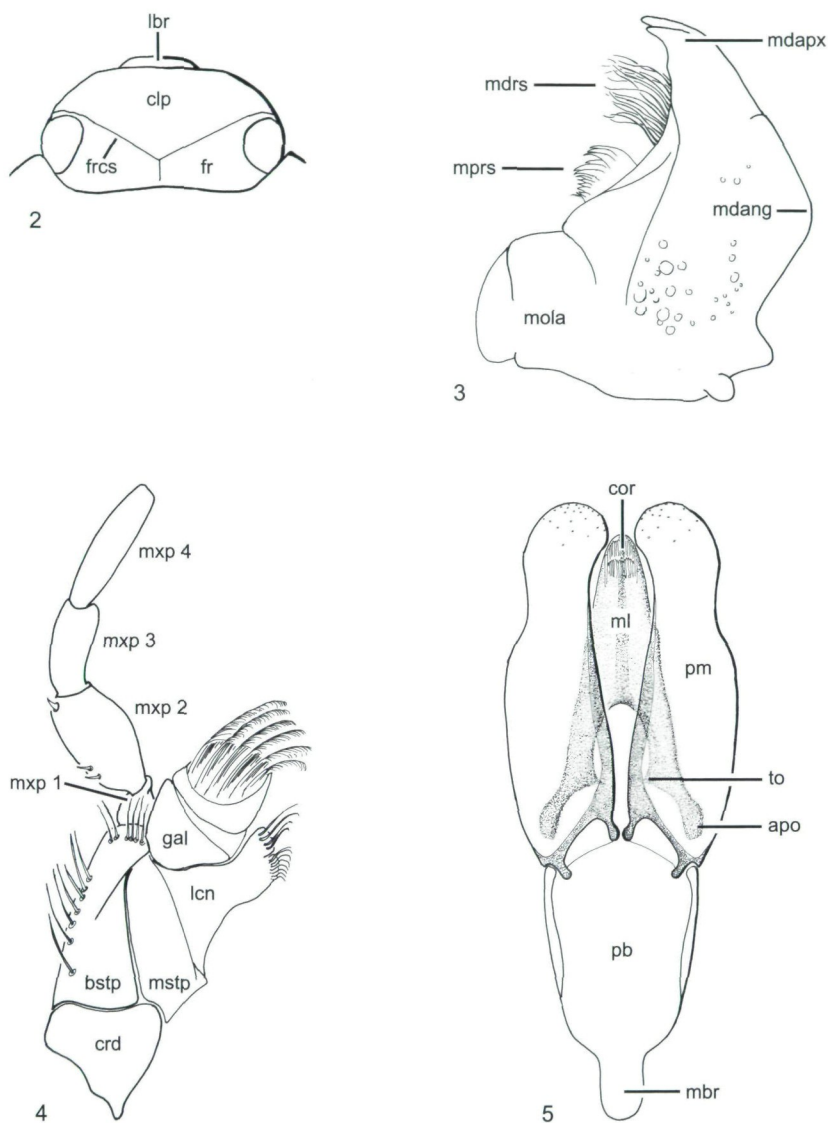 lbr
clp
frcs fr
2
mdapx
mdrs
mprs
mdang
mola
3
mxp 4
mxp 3
mxp 2
mxp 1
gal
lcn
bstp mstp
crd
4
cor
ml
pm
to
apo
pb
mbr
5